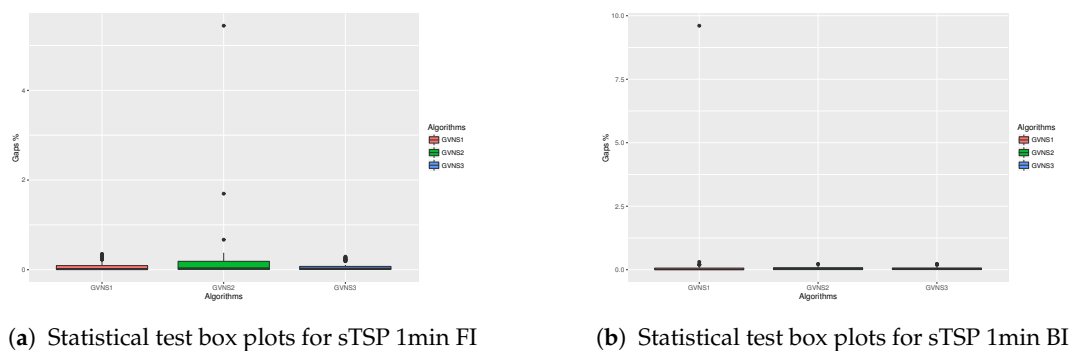 4
2
0
Gaps %
GVNS1
GVNS2
GVNS3
Algorithms
Algorithms
GVNS1
GVNS2
GVNS3
(a) Statistical test box plots for sTSP 1min FI
10.0
7.5
5.0
2.5
0.0
Gaps %
GVNS1
GVNS2
GVNS3
Algorithms
Algorithms
GVNS1
GVNS2
GVNS3
(b) Statistical test box plots for sTSP 1min BI